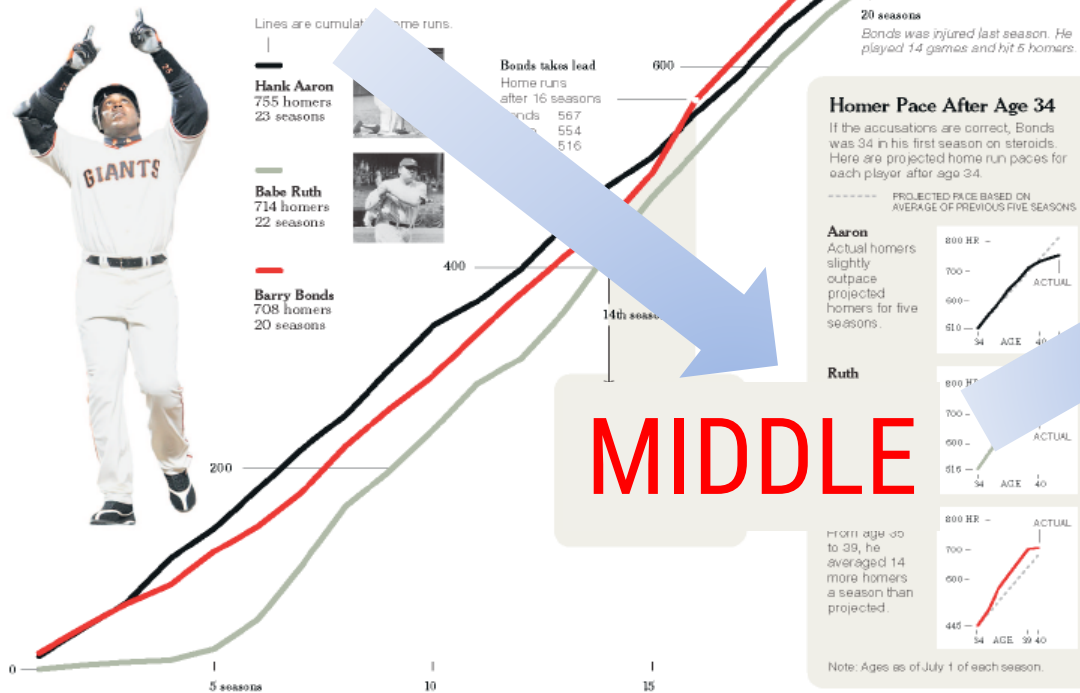 Lines are cumulat me runs.
Hank Aaron
755 homers
23 seasons
Babe Ruth
714 homers
22 seasons
Barry Bonds
708 homers
20 seasons
GIANTS
Bonds takes lead
Home runs
after 16 seasons
nds 567
554
516
600
400
200
0
5 seasons
10
15
14th seaso
20 seasons
Bonds was injured last season. He
played 14 games and hit 5 homers.
Homer Pace After Age 34
If the accusations are correct, Bonds
was 34 in his first season on steroids.
Here are projected home run paces for
each player after age 34.
PROJECTED PACE BASED ON
AVERAGE OF PREVIOUS FIVE SEASONS
Aaron
Actual homers
slightly
outpace
projected
homers for five
seasons.
800 HR
700
600
510
ACTUAL
34 AGE 40
Ruth
MIDDLE
800 H
700
600
516
ACTUAL
34 AGE 40
From age 35
to 39, he
averaged 14
more homers
a season than
projected.
800 HR
700
600
445
ACTUAL
34 AGE 39 40
Note: Ages as of July 1 of each season.